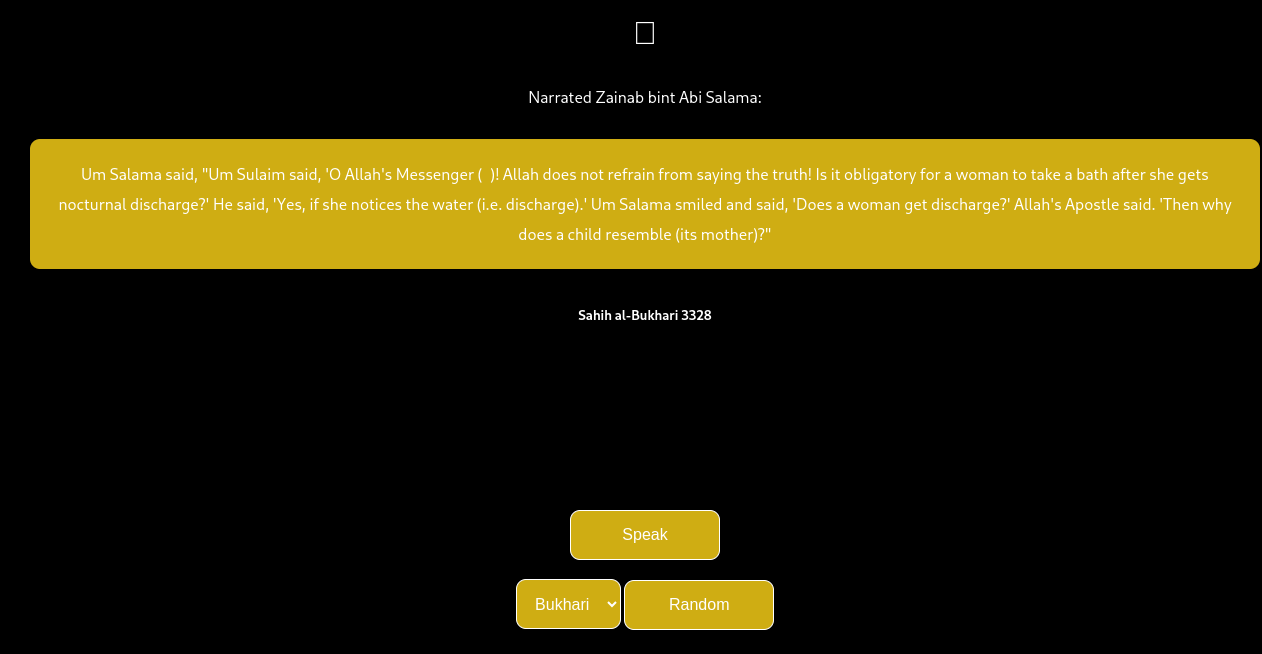 Narrated Zainab bint Abi Salama:
Um Salama said, "Um Sulaim said, 'O Allah's Messenger (  )! Allah does not refrain from saying the truth! Is it obligatory for a woman to take a bath after she gets
nocturnal discharge?' He said, 'Yes, if she notices the water (i.e. discharge).' Um Salama smiled and said, 'Does a woman get discharge?' Allah's Apostle said. 'Then why
does a child resemble (its mother)?"
Sahih al-Bukhari 3328
Speak
Bukhari
Random